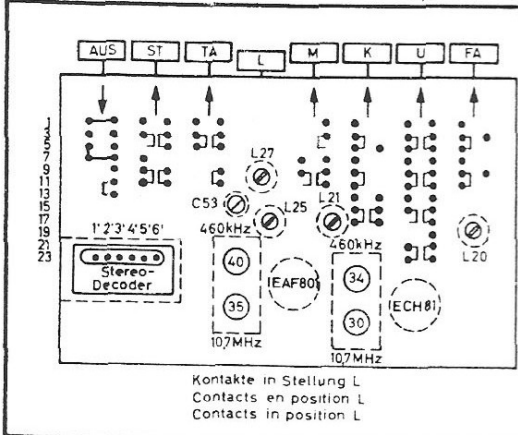 AUS ST TA L M K U FA
1
3
5
7
9
11
13
15
17
19
21
23
L27
C53
L25
L21
460kHz
460kHz
L20
1' 2' 3' 4' 5' 6'
Stereo-
Decoder
40
35
EAF801
34
30
ECH81
10,7MHz
10,7MHz
Kontakte in Stellung L
Contacts en position L
Contacts in position L